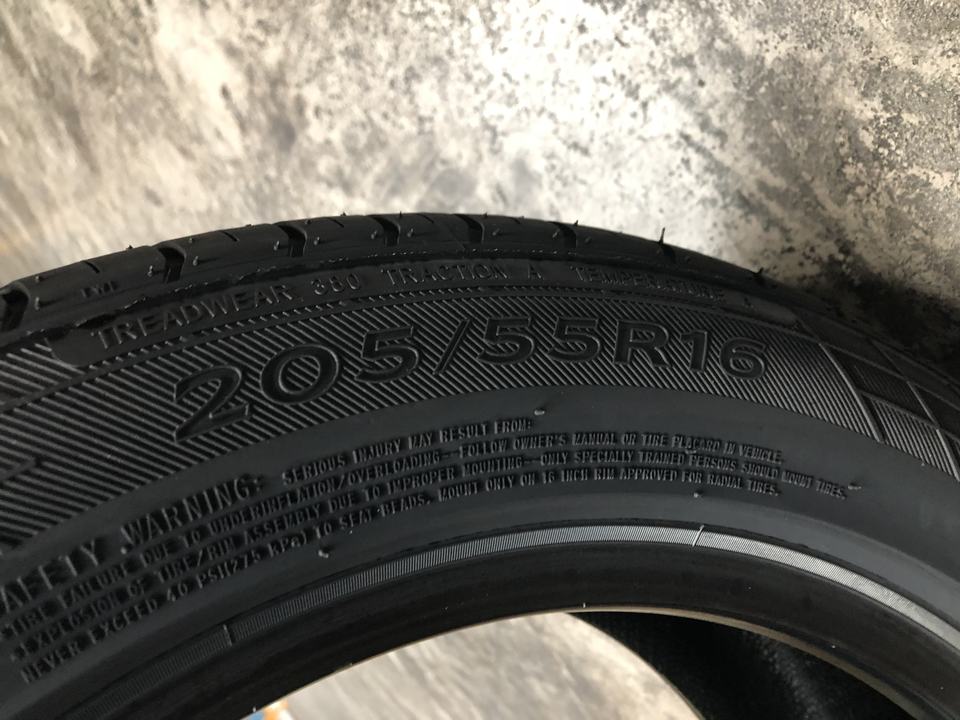 TWI
TREADWEAR 380 TRACTION A TEMPERATURE A
205/55R16
SAFETY WARNING: SERIOUS INJURY MAY RESULT FROM:
•TIRE FAILURE DUE TO UNDERINFLATION/OVERLOADING—FOLLOW OWNER'S MANUAL OR TIRE PLACARD IN VEHICLE.
•EXPLOSION OF TIRE/RIM ASSEMBLY DUE TO IMPROPER MOUNTING—ONLY SPECIALLY TRAINED PERSONS SHOULD MOUNT TIRES.
NEVER EXCEED 40 PSI(275 KPa) TO SEAT BEADS. MOUNT ONLY ON 16 INCH RIM APPROVED FOR RADIAL TIRES.